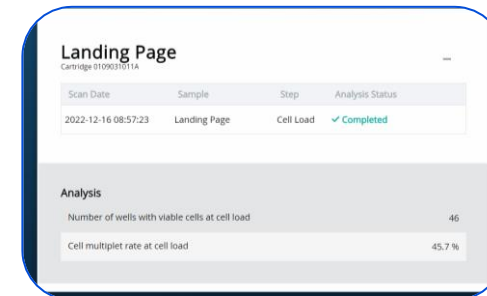 Landing Page
Cartridge 0109031011A
Scan Date Sample Step Analysis Status
2022-12-16 08:57:23 Landing Page Cell Load ✓ Completed
Analysis
Number of wells with viable cells at cell load 46
Cell multiplet rate at cell load 45.7 %